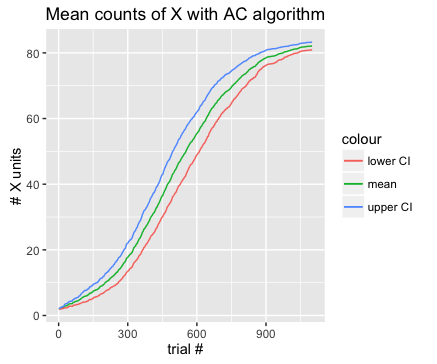 Mean counts of X with AC algorithm
80
60
40
20
0
# X units
0 300 600 900
trial #
colour
lower CI
mean
upper CI